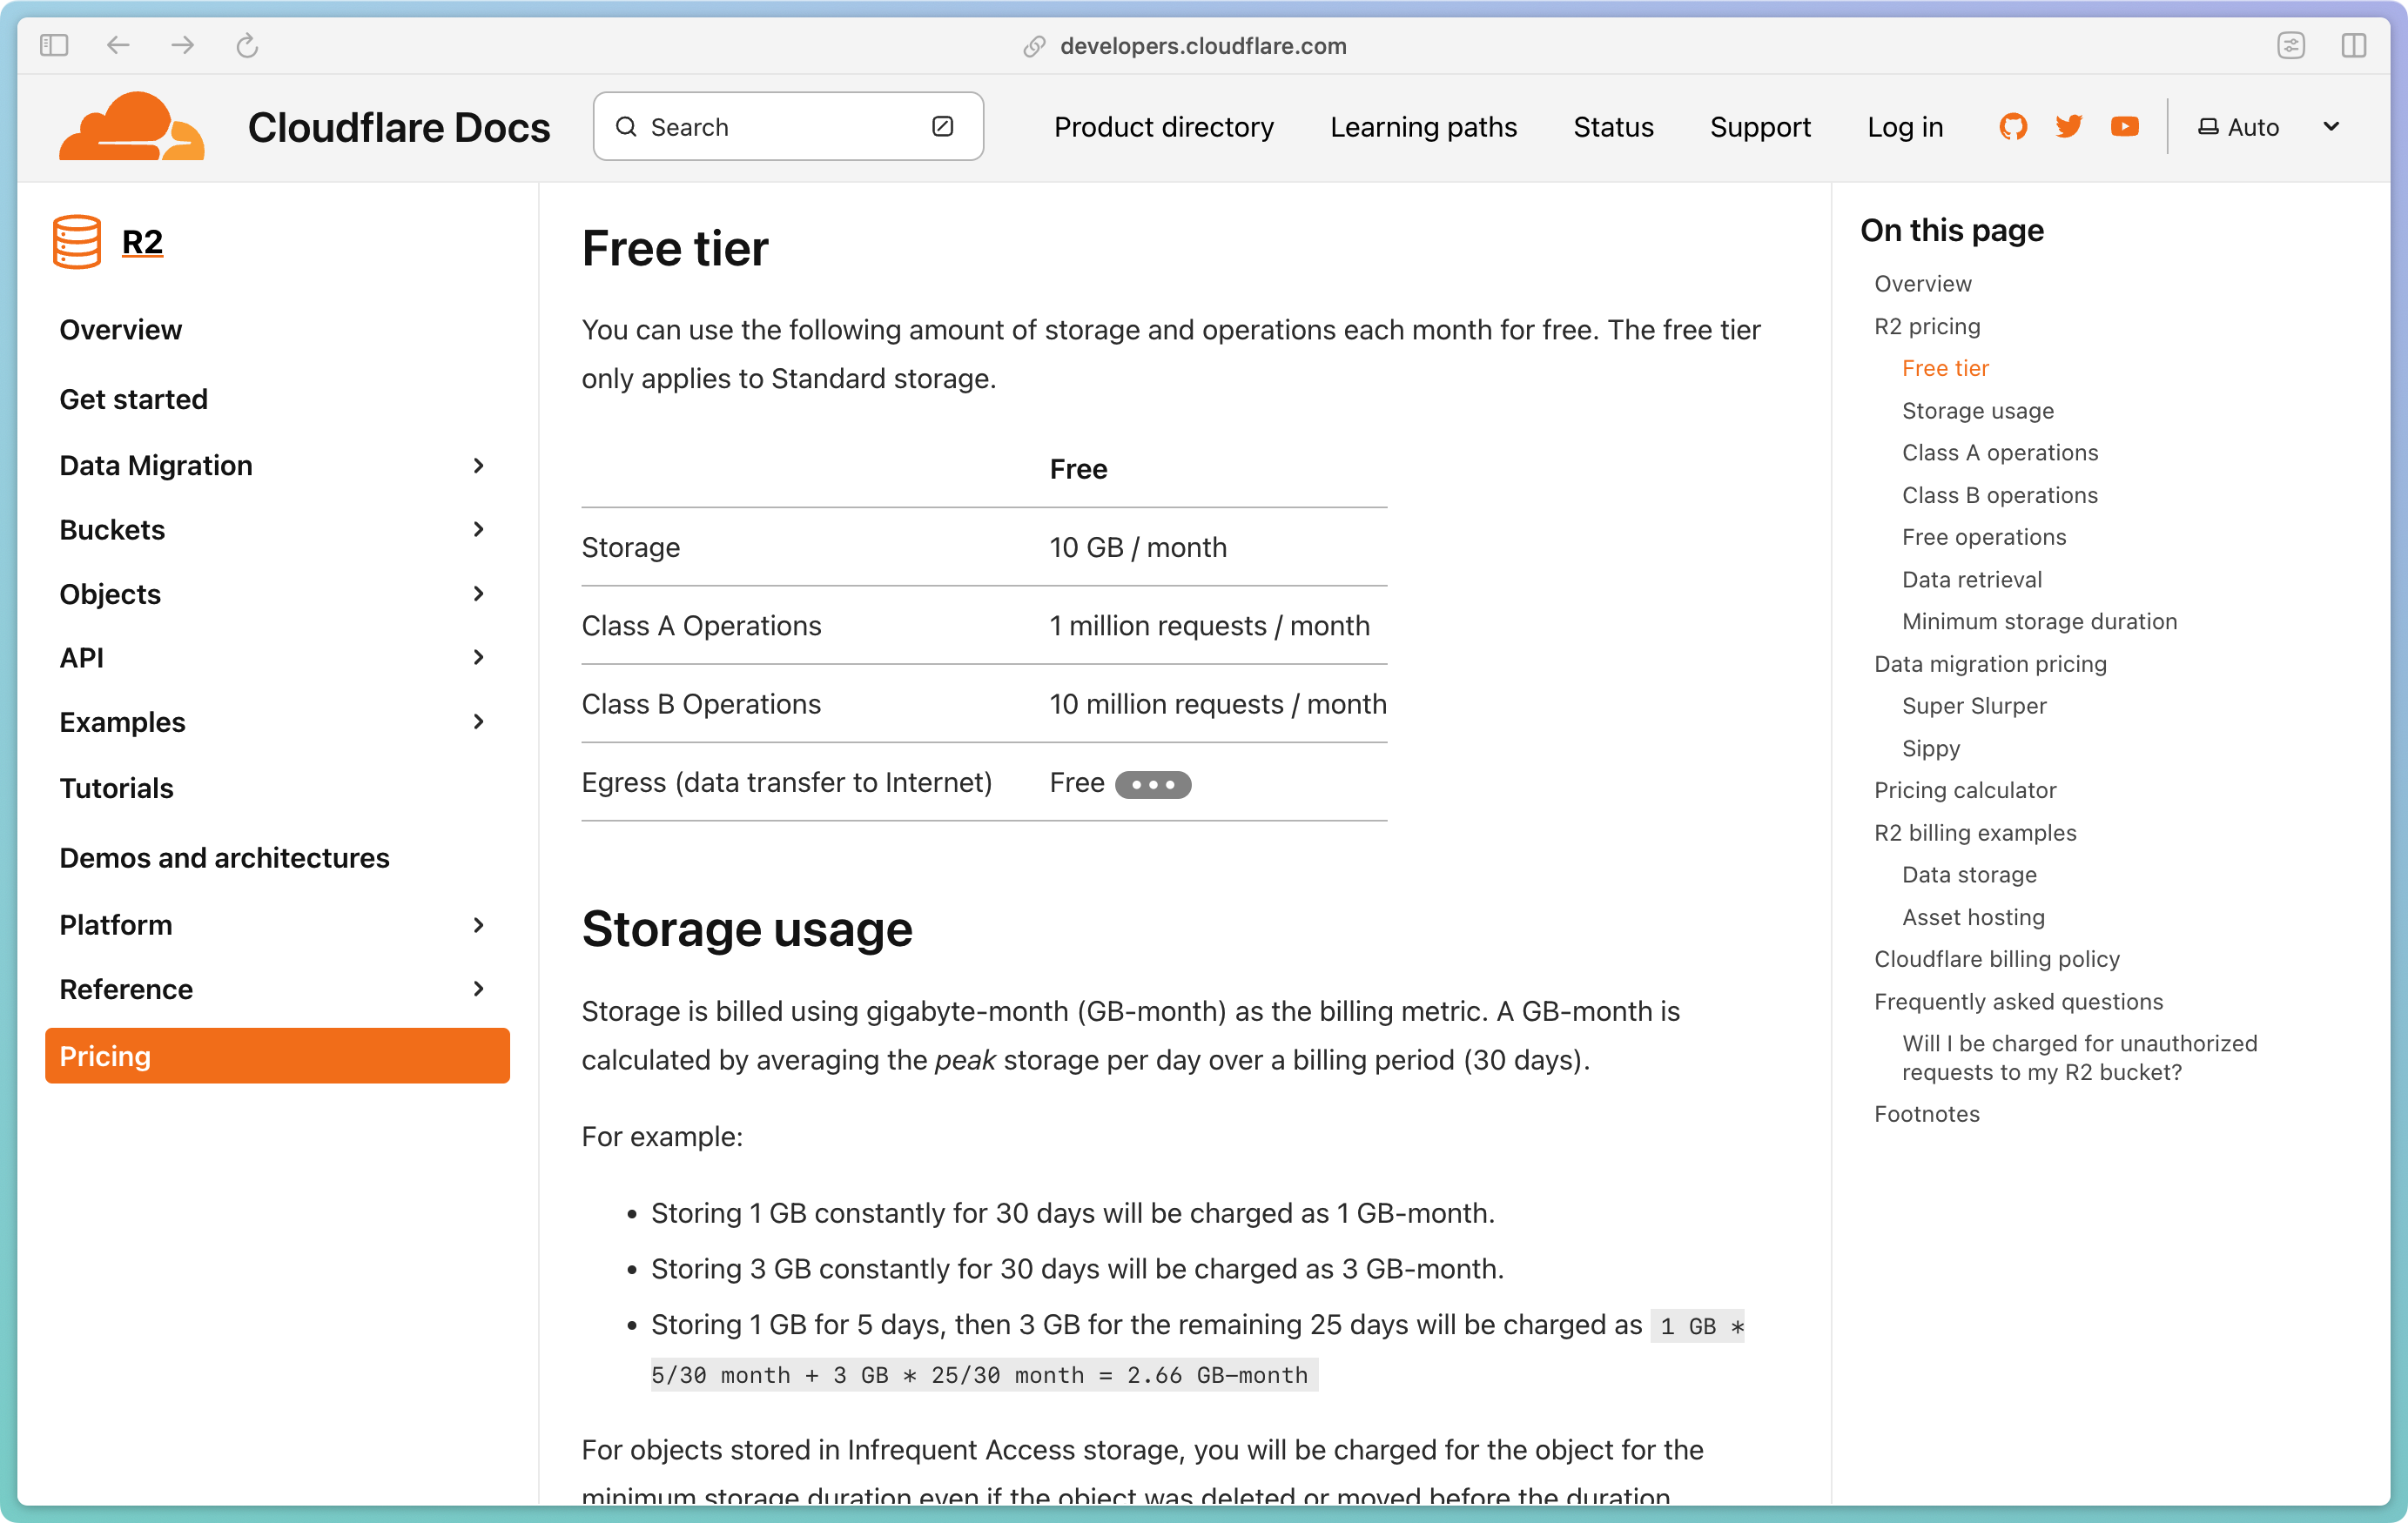 developers.cloudflare.com
Cloudflare Docs
Search
Product directory
Learning paths
Status
Support
Log in
Auto
R2
Overview
Get started
Data Migration
Buckets
Objects
API
Examples
Tutorials
Demos and architectures
Platform
Reference
Pricing
Free tier
You can use the following amount of storage and operations each month for free. The free tier
only applies to Standard storage.
Free
Storage 10 GB / month
Class A Operations 1 million requests / month
Class B Operations 10 million requests / month
Egress (data transfer to Internet) Free
Storage usage
Storage is billed using gigabyte-month (GB-month) as the billing metric. A GB-month is
calculated by averaging the peak storage per day over a billing period (30 days).
For example:
• Storing 1 GB constantly for 30 days will be charged as 1 GB-month.
• Storing 3 GB constantly for 30 days will be charged as 3 GB-month.
• Storing 1 GB for 5 days, then 3 GB for the remaining 25 days will be charged as 1 GB *
5/30 month + 3 GB * 25/30 month = 2.66 GB-month
For objects stored in Infrequent Access storage, you will be charged for the object for the
minimum storage duration even if the object was deleted or moved before the duration
On this page
Overview
R2 pricing
Free tier
Storage usage
Class A operations
Class B operations
Free operations
Data retrieval
Minimum storage duration
Data migration pricing
Super Slurper
Sippy
Pricing calculator
R2 billing examples
Data storage
Asset hosting
Cloudflare billing policy
Frequently asked questions
Will I be charged for unauthorized
requests to my R2 bucket?
Footnotes